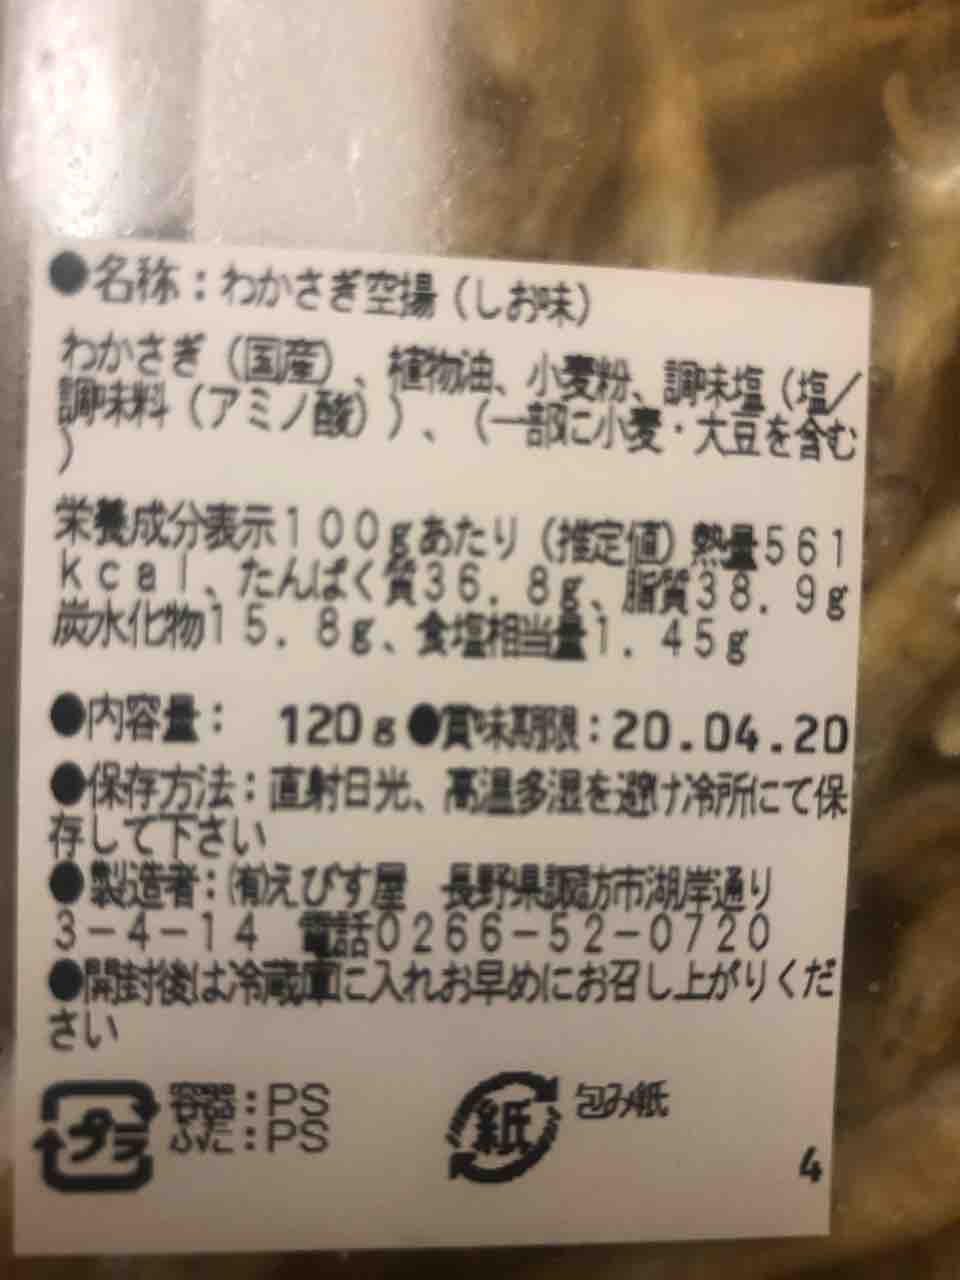 ●名称：わかさぎ空揚（しお味）
わかさぎ（国産）、植物油、小麦粉、調味塩（塩／
調味料（アミノ酸））、（一部に小麦・大豆を含む
）
栄養成分表示１００ｇあたり（推定値）熱量５６１
ｋｃａｌ、たんぱく質３６．８ｇ、脂質３８．９ｇ
炭水化物１５．８ｇ、食塩相当量１．４５ｇ
●内容量： 120g ●賞味期限：20.04.20
●保存方法：直射日光、高温多湿を避け冷所にて保
存して下さい
●製造者：㈲えびす屋　長野県諏訪市湖岸通り
３－４－１４　電話０２６６－５２－０７２０
●開封後は冷蔵庫に入れお早めにお召し上がりくだ
さい
プラ 容器：PS
ふた：PS
紙 包み紙
4